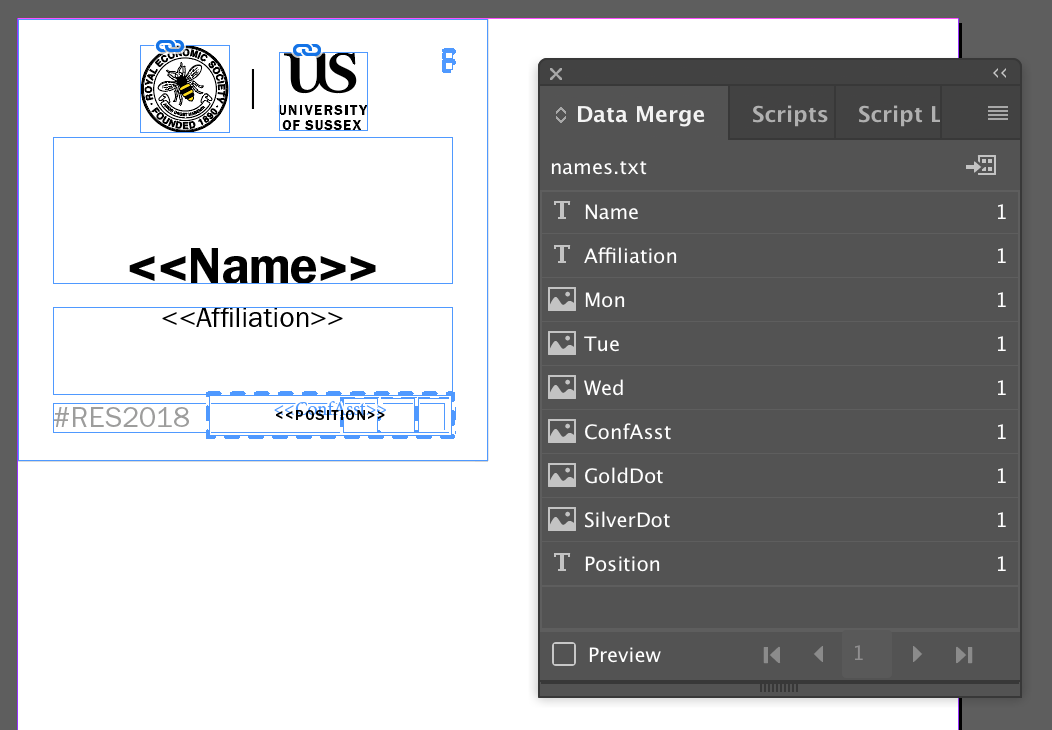 ROYAL ECONOMIC SOCIETY
FOUNDED 1890
US
UNIVERSITY
OF SUSSEX
<<Name>>
<<Affiliation>>
#RES2018
<<ConfAsst>>
<<POSITION>>
Data Merge
Scripts
Script L
names.txt
Name 1
Affiliation 1
Mon 1
Tue 1
Wed 1
ConfAsst 1
GoldDot 1
SilverDot 1
Position 1
Preview
1